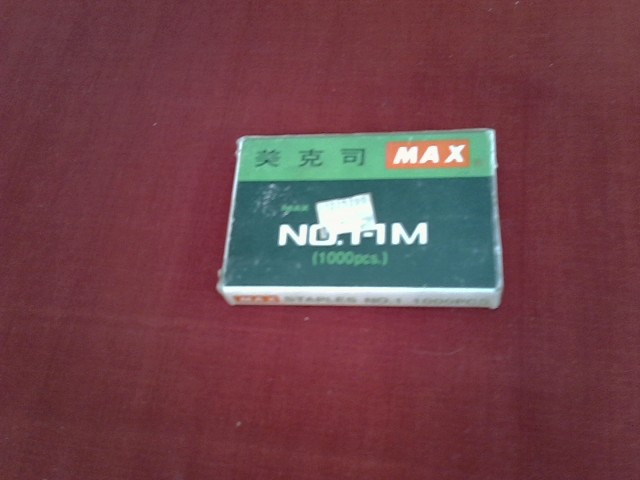 美克司 MAX
MAX
NO.1-1M
(1000pcs.)
MAX STAPLES NO.1 1000PCS